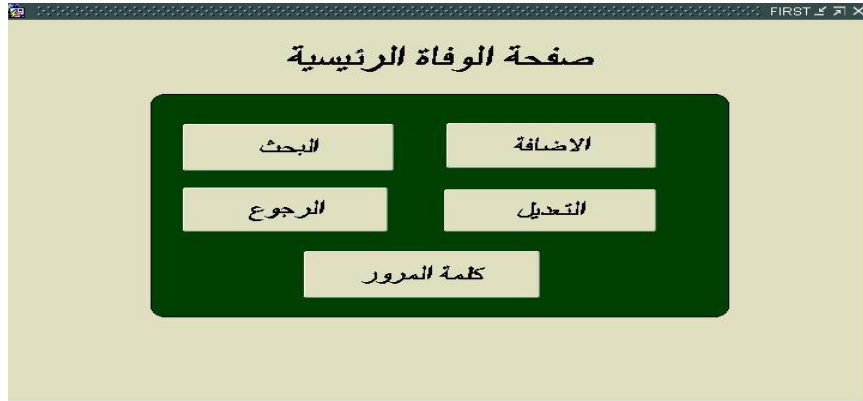 FIRST
صفحة الوفاة الرئيسية
الاضافة البحث
التعديل الرجوع
كلمة المرور